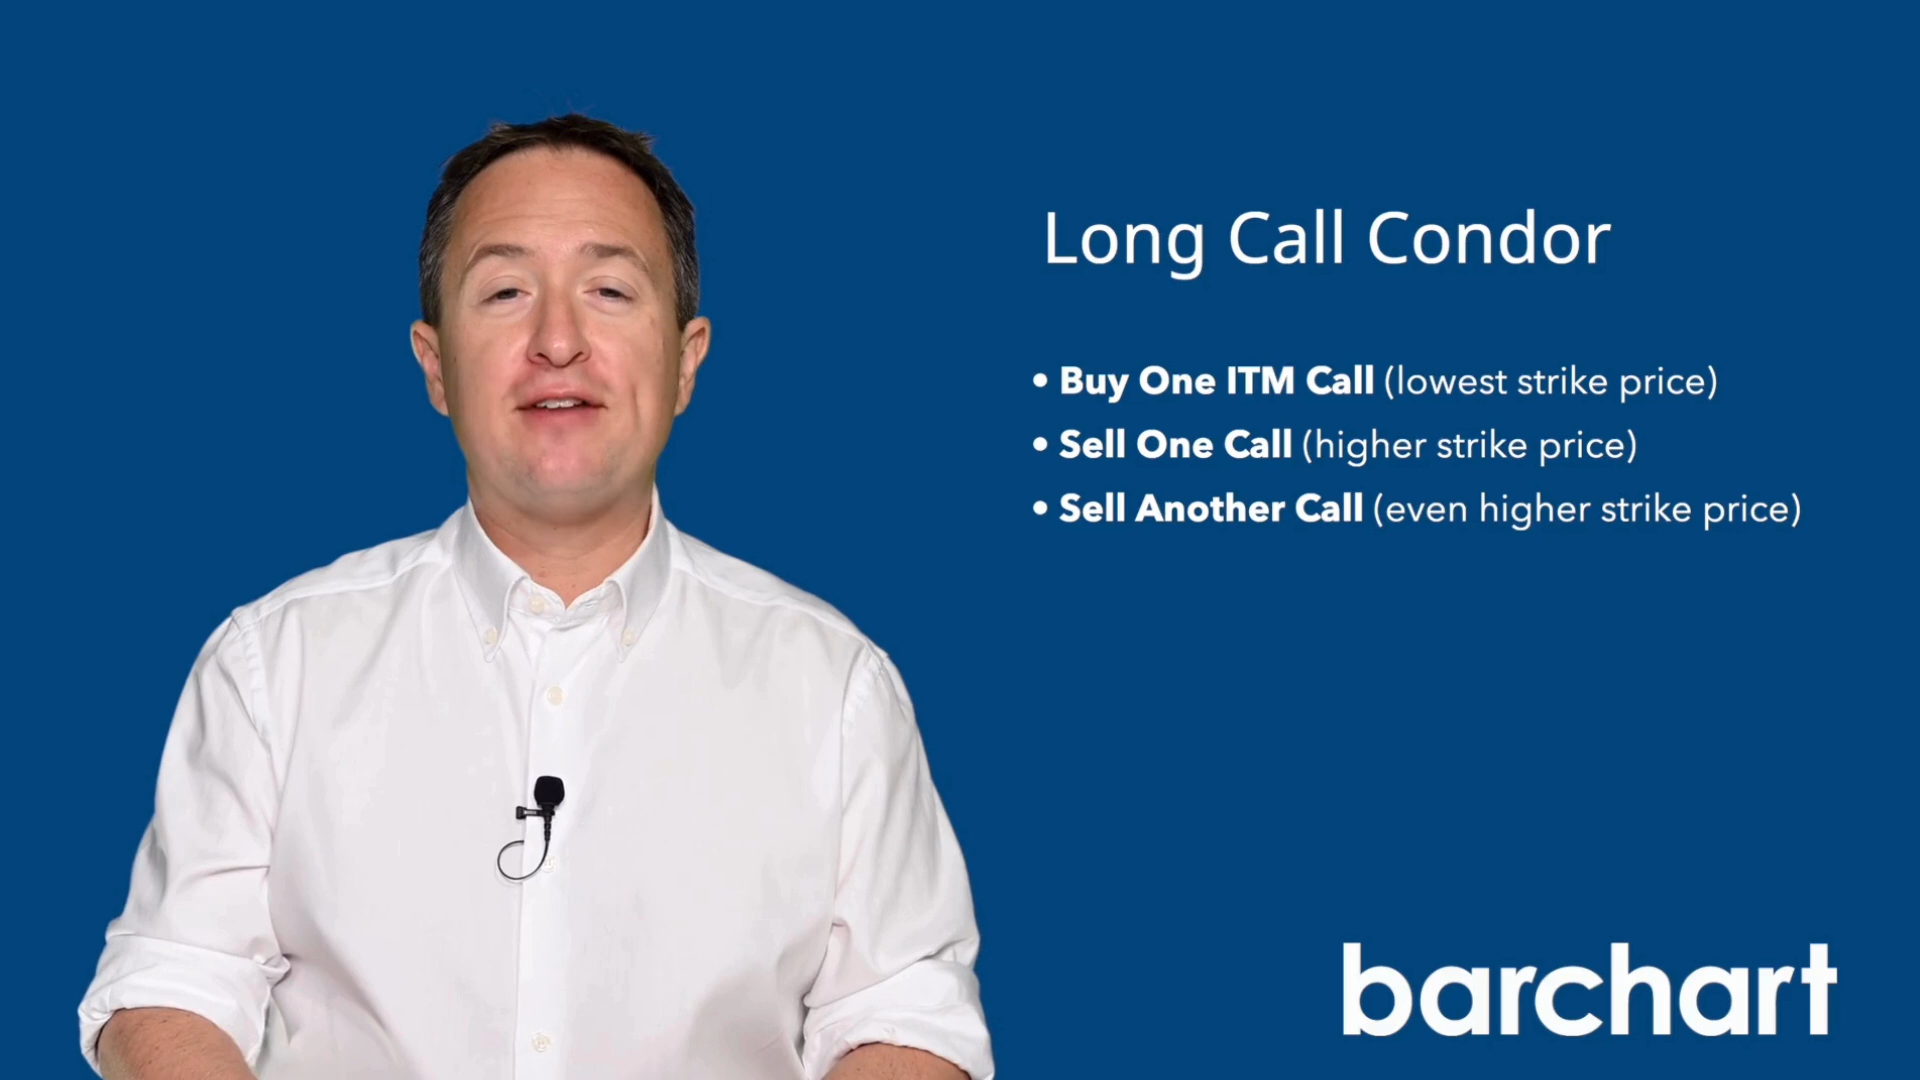 Long Call Condor
• Buy One ITM Call (lowest strike price)
• Sell One Call (higher strike price)
• Sell Another Call (even higher strike price)
barchart